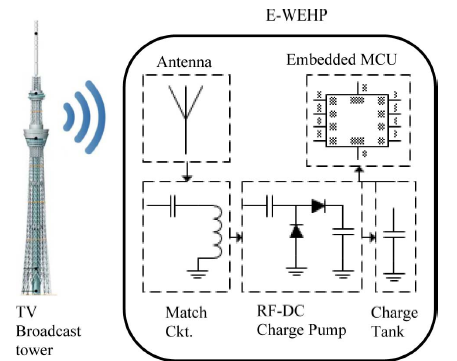 E-WEHP
Antenna
Embedded MCU
TV
Broadcast
tower
Match
Ckt.
RF-DC
Charge Pump
Charge
Tank